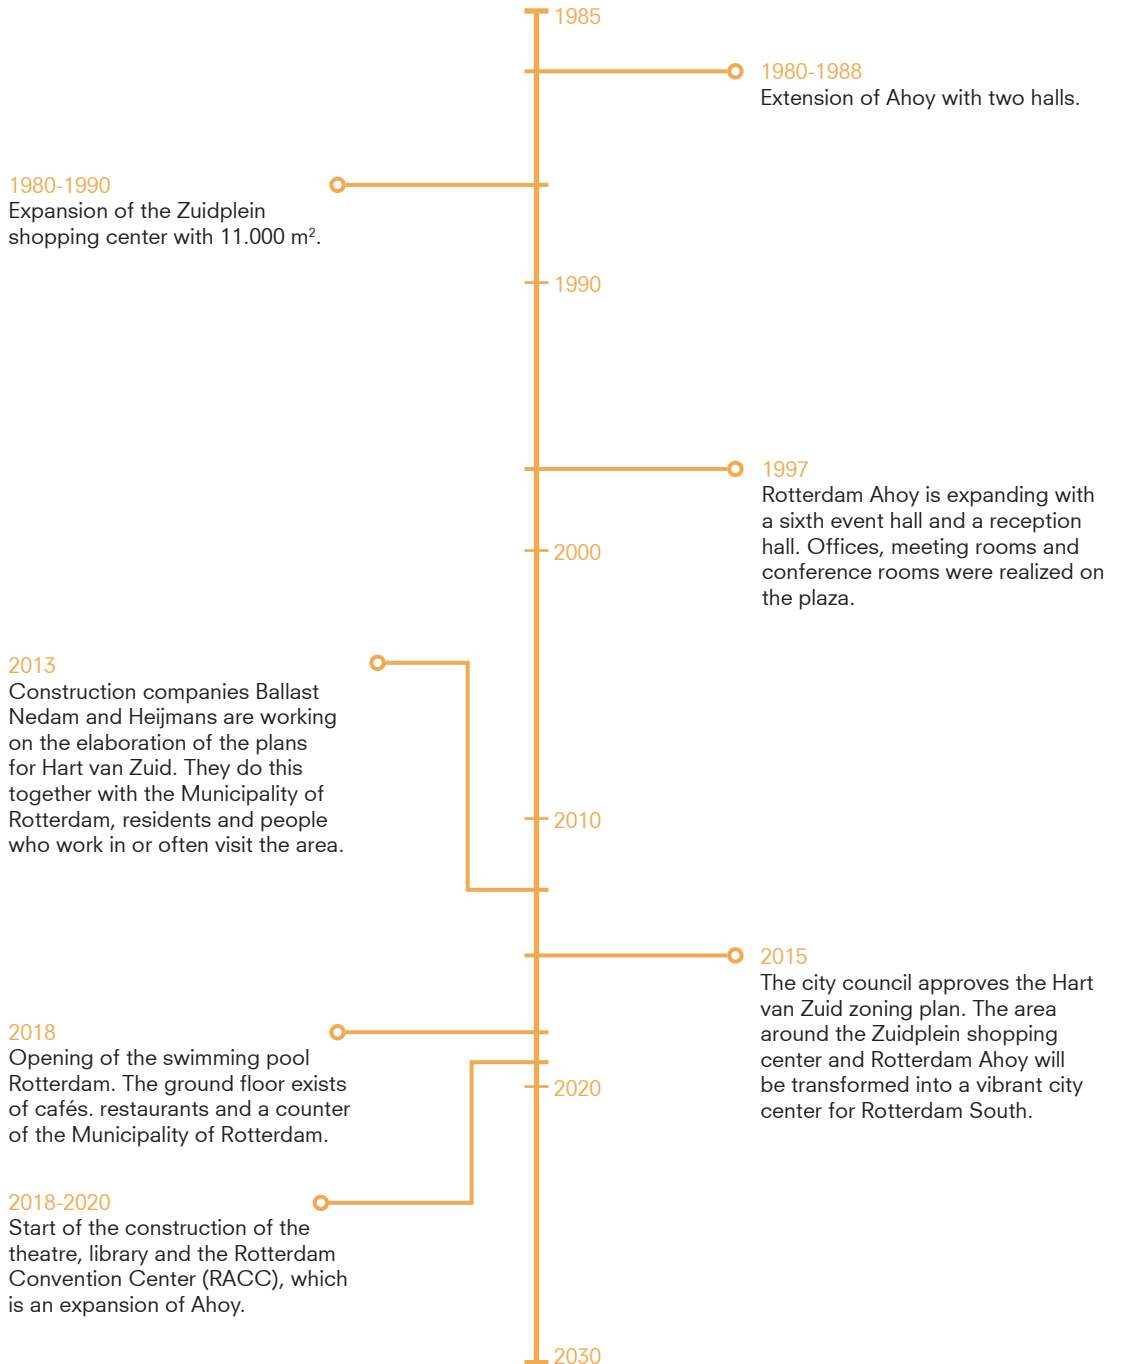 1985
1980-1988
Extension of Ahoy with two halls.
1980-1990
Expansion of the Zuidplein
shopping center with 11.000 m².
1990
1997
Rotterdam Ahoy is expanding with
a sixth event hall and a reception
hall. Offices, meeting rooms and
conference rooms were realized on
the plaza.
2000
2013
Construction companies Ballast
Nedam and Heijmans are working
on the elaboration of the plans
for Hart van Zuid. They do this
together with the Municipality of
Rotterdam, residents and people
who work in or often visit the area.
2010
2015
The city council approves the Hart
van Zuid zoning plan. The area
around the Zuidplein shopping
center and Rotterdam Ahoy will
be transformed into a vibrant city
center for Rotterdam South.
2018
Opening of the swimming pool
Rotterdam. The ground floor exists
of cafés. restaurants and a counter
of the Municipality of Rotterdam.
2020
2018-2020
Start of the construction of the
theatre, library and the Rotterdam
Convention Center (RACC), which
is an expansion of Ahoy.
2030